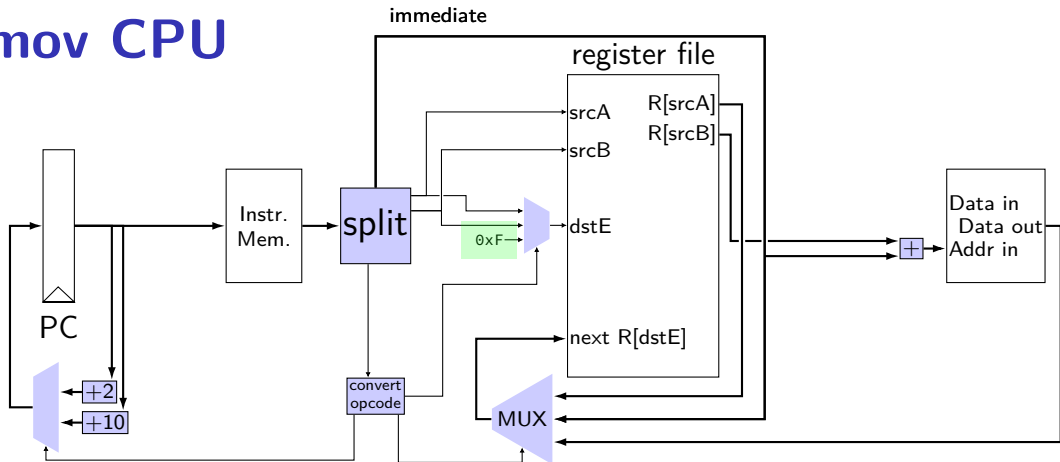 immediate
mov CPU
register file
srcA
R[srcA]
R[srcB]
srcB
Instr.
Mem.
split
0xF
dstE
+
Data in
Data out
Addr in
PC
next R[dstE]
+2
+10
convert
opcode
MUX